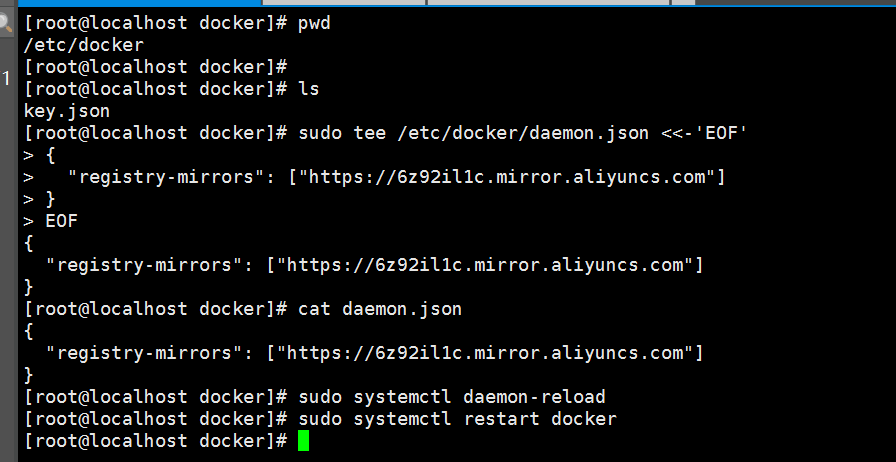 [root@localhost docker]# pwd
/etc/docker
[root@localhost docker]#
[root@localhost docker]# ls
key.json
[root@localhost docker]# sudo tee /etc/docker/daemon.json <<-'EOF'
> {
>   "registry-mirrors": ["https://6z92il1c.mirror.aliyuncs.com"]
> }
> EOF
{
  "registry-mirrors": ["https://6z92il1c.mirror.aliyuncs.com"]
}
[root@localhost docker]# cat daemon.json
{
  "registry-mirrors": ["https://6z92il1c.mirror.aliyuncs.com"]
}
[root@localhost docker]# sudo systemctl daemon-reload
[root@localhost docker]# sudo systemctl restart docker
[root@localhost docker]#
1